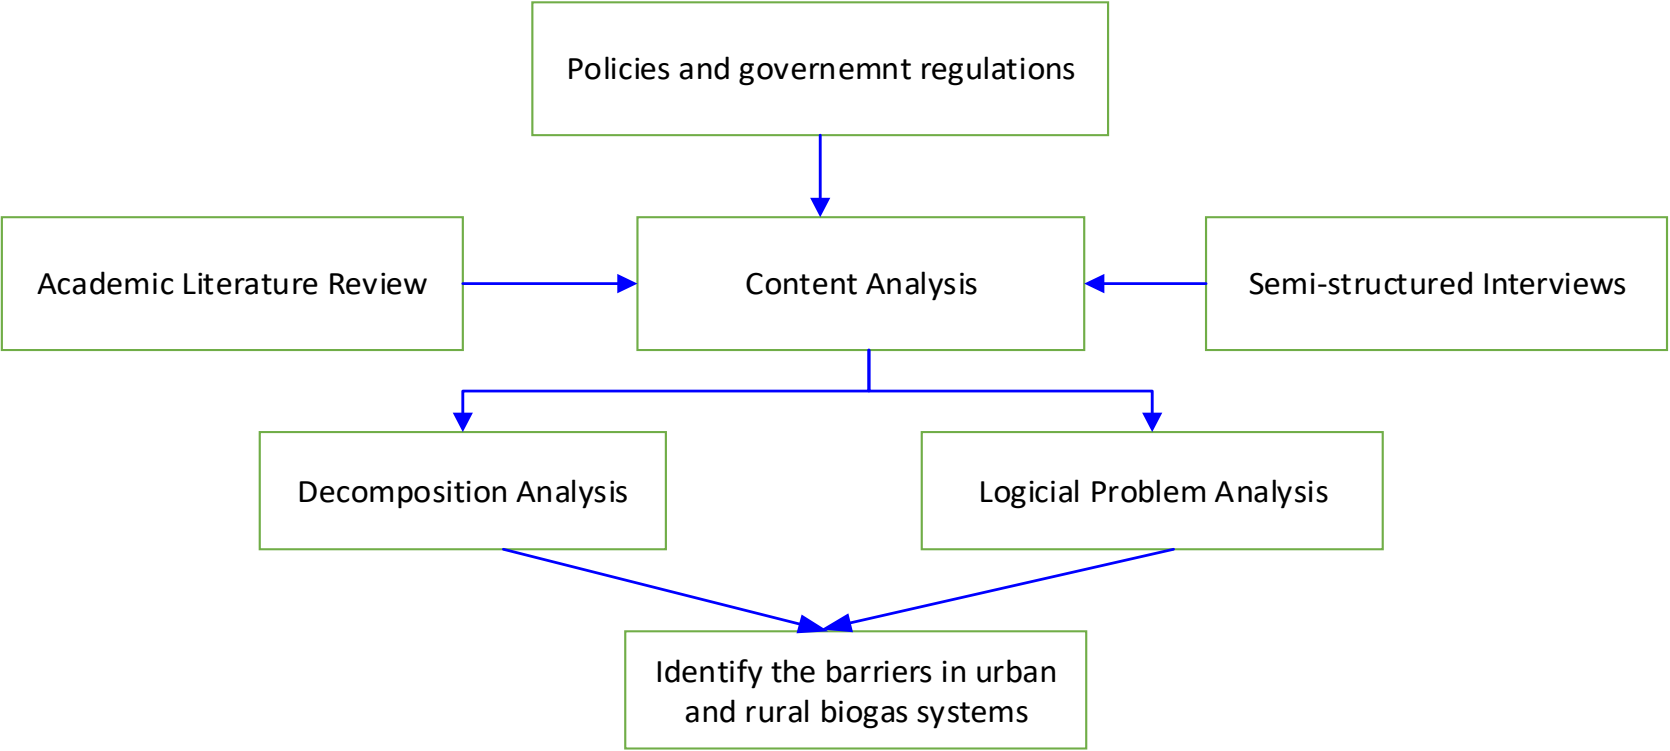 Policies and governemnt regulations
Academic Literature Review
Content Analysis
Semi-structured Interviews
Decomposition Analysis
Logicial Problem Analysis
Identify the barriers in urban
and rural biogas systems